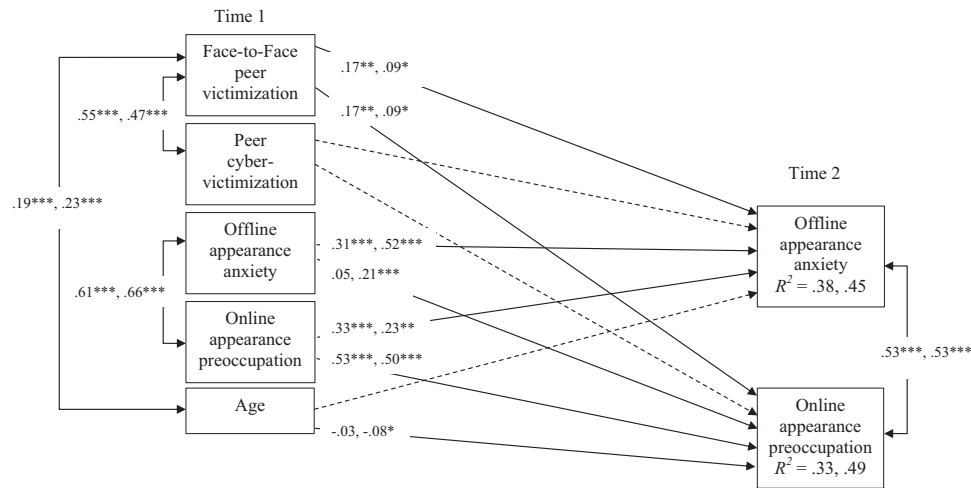 Time 1
Face-to-Face
peer
victimization
.17**, .09*
.17**, .09*
.55***, .47***
Peer
cyber-
victimization
Time 2
.19***, .23***
Offline
appearance
anxiety
.31***, .52***
.05, .21***
Offline
appearance
anxiety
R² = .38, .45
.61***, .66***
Online
appearance
preoccupation
.33***, .23**
.53***, .50***
.53***, .53***
Age
-.03, -.08*
Online
appearance
preoccupation
R² = .33, .49